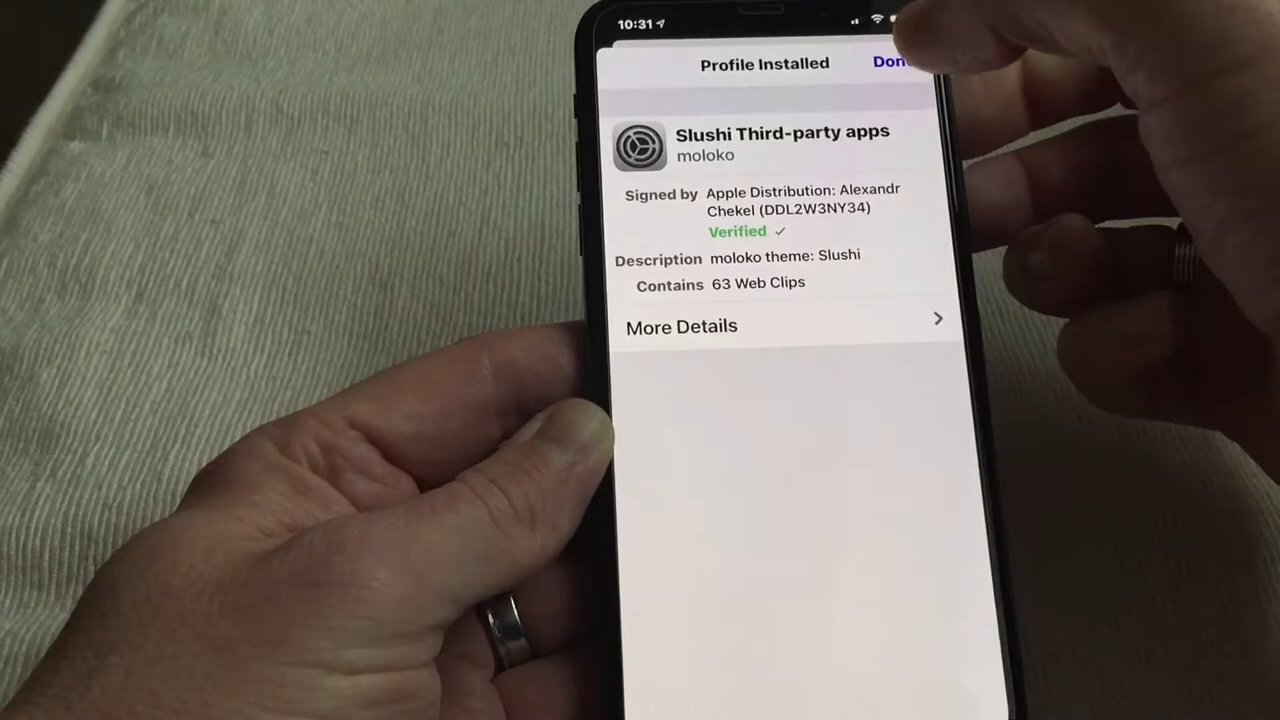 10:31
Profile Installed
Don
Slushi Third-party apps
moloko
Signed by Apple Distribution: Alexandr
Chekel (DDL2W3NY34)
Verified ✓
Description moloko theme: Slushi
Contains 63 Web Clips
More Details